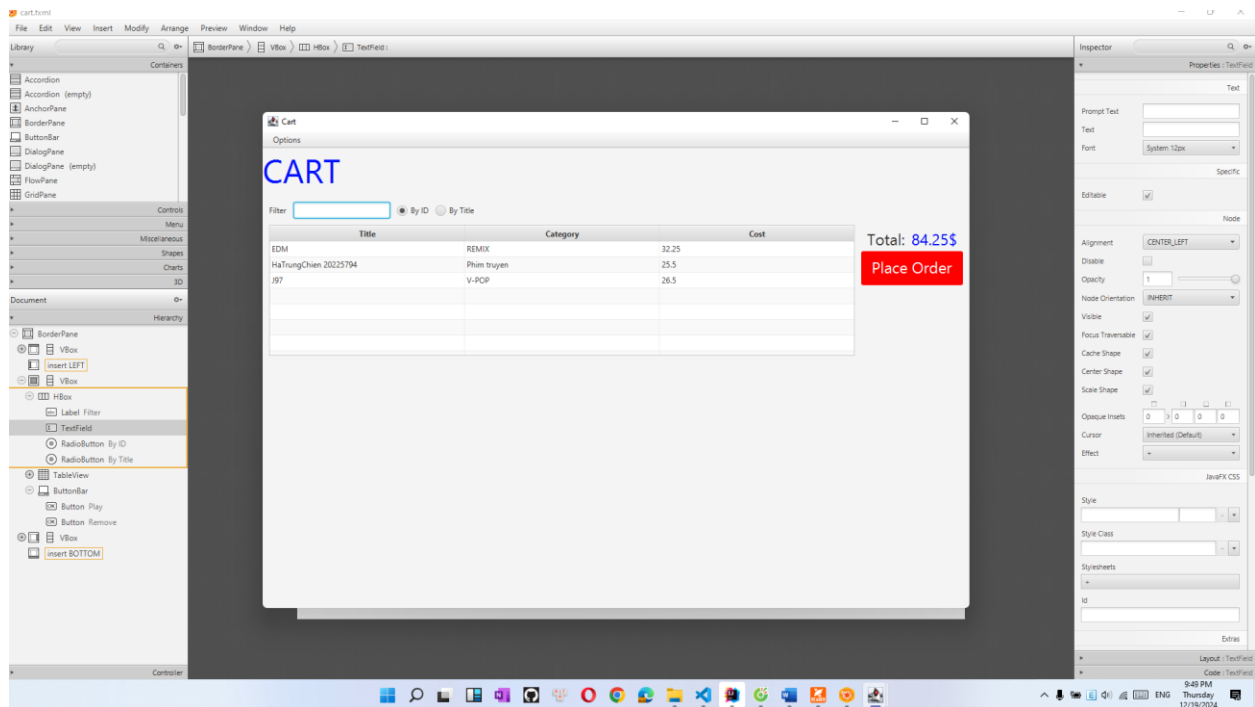 cart.fxml
File Edit View Insert Modify Arrange Preview Window Help
Library
BorderPane VBox HBox TextField :
Inspector
Containers
Properties : TextField
Accordion
Accordion (empty)
AnchorPane
BorderPane
ButtonBar
DialogPane
DialogPane (empty)
FlowPane
GridPane
Controls
Menu
Miscellaneous
Shapes
Charts
3D
Document
Hierarchy
BorderPane
VBox
insert LEFT
VBox
HBox
Label Filter
TextField
RadioButton By ID
RadioButton By Title
TableView
ButtonBar
Button Play
Button Remove
VBox
insert BOTTOM
Controller
Cart
Options
CART
Filter By ID By Title
Title Category Cost
EDM REMIX 32.25
HaTrungChien 20225794 Phim truyen 25.5
J97 V-POP 26.5
Total: 84.25$
Place Order
Text
Prompt Text
Text
Font System 12px
Specific
Editable
Node
Alignment CENTER_LEFT
Disable
Opacity 1
Node Orientation INHERIT
Visible
Focus Traversable
Cache Shape
Center Shape
Scale Shape
Opaque Insets 0 0 0 0
Cursor Inherited (Default)
Effect +
JavaFX CSS
Style
Style Class
Stylesheets
+
Id
Extras
Layout : TextField
Code : TextField
ENG
9:49 PM
Thursday
12/19/2024